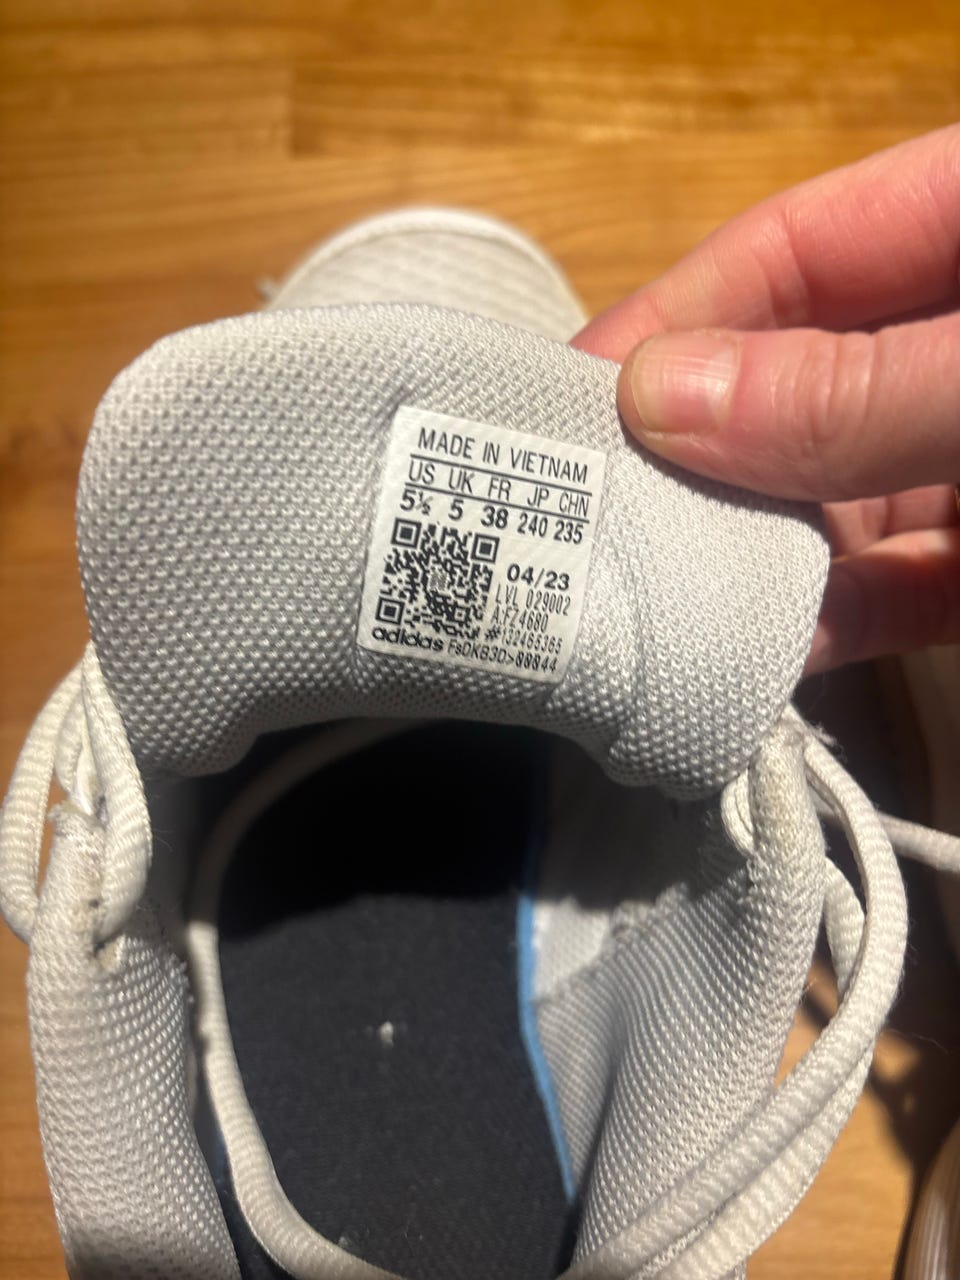 MADE IN VIETNAM
US UK FR JP CHN
5½ 5 38 240 235
04/23
LVL 029002
A:FZ4680
#132465365
adidas FsDKB3D>00044